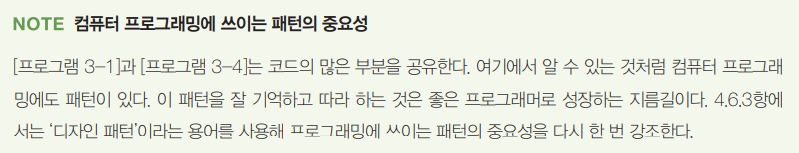 NOTE 컴퓨터 프로그래밍에 쓰이는 패턴의 중요성
[프로그램 3-1]과 [프로그램 3-4]는 코드의 많은 부분을 공유한다. 여기에서 알 수 있는 것처럼 컴퓨터 프로그래
밍에도 패턴이 있다. 이 패턴을 잘 기억하고 따라 하는 것은 좋은 프로그래머로 성장하는 지름길이다. 4.6.3항에
서는 ‘디자인 패턴’이라는 용어를 사용해 프로그래밍에 쓰이는 패턴의 중요성을 다시 한 번 강조한다.